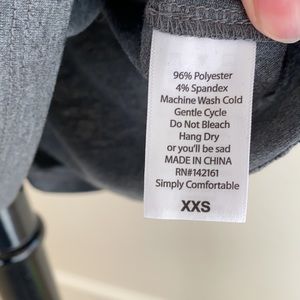 96% Polyester
4% Spandex
Machine Wash Cold
Gentle Cycle
Do Not Bleach
Hang Dry
or you'll be sad
MADE IN CHINA
RN#142161
Simply Comfortable
XXS